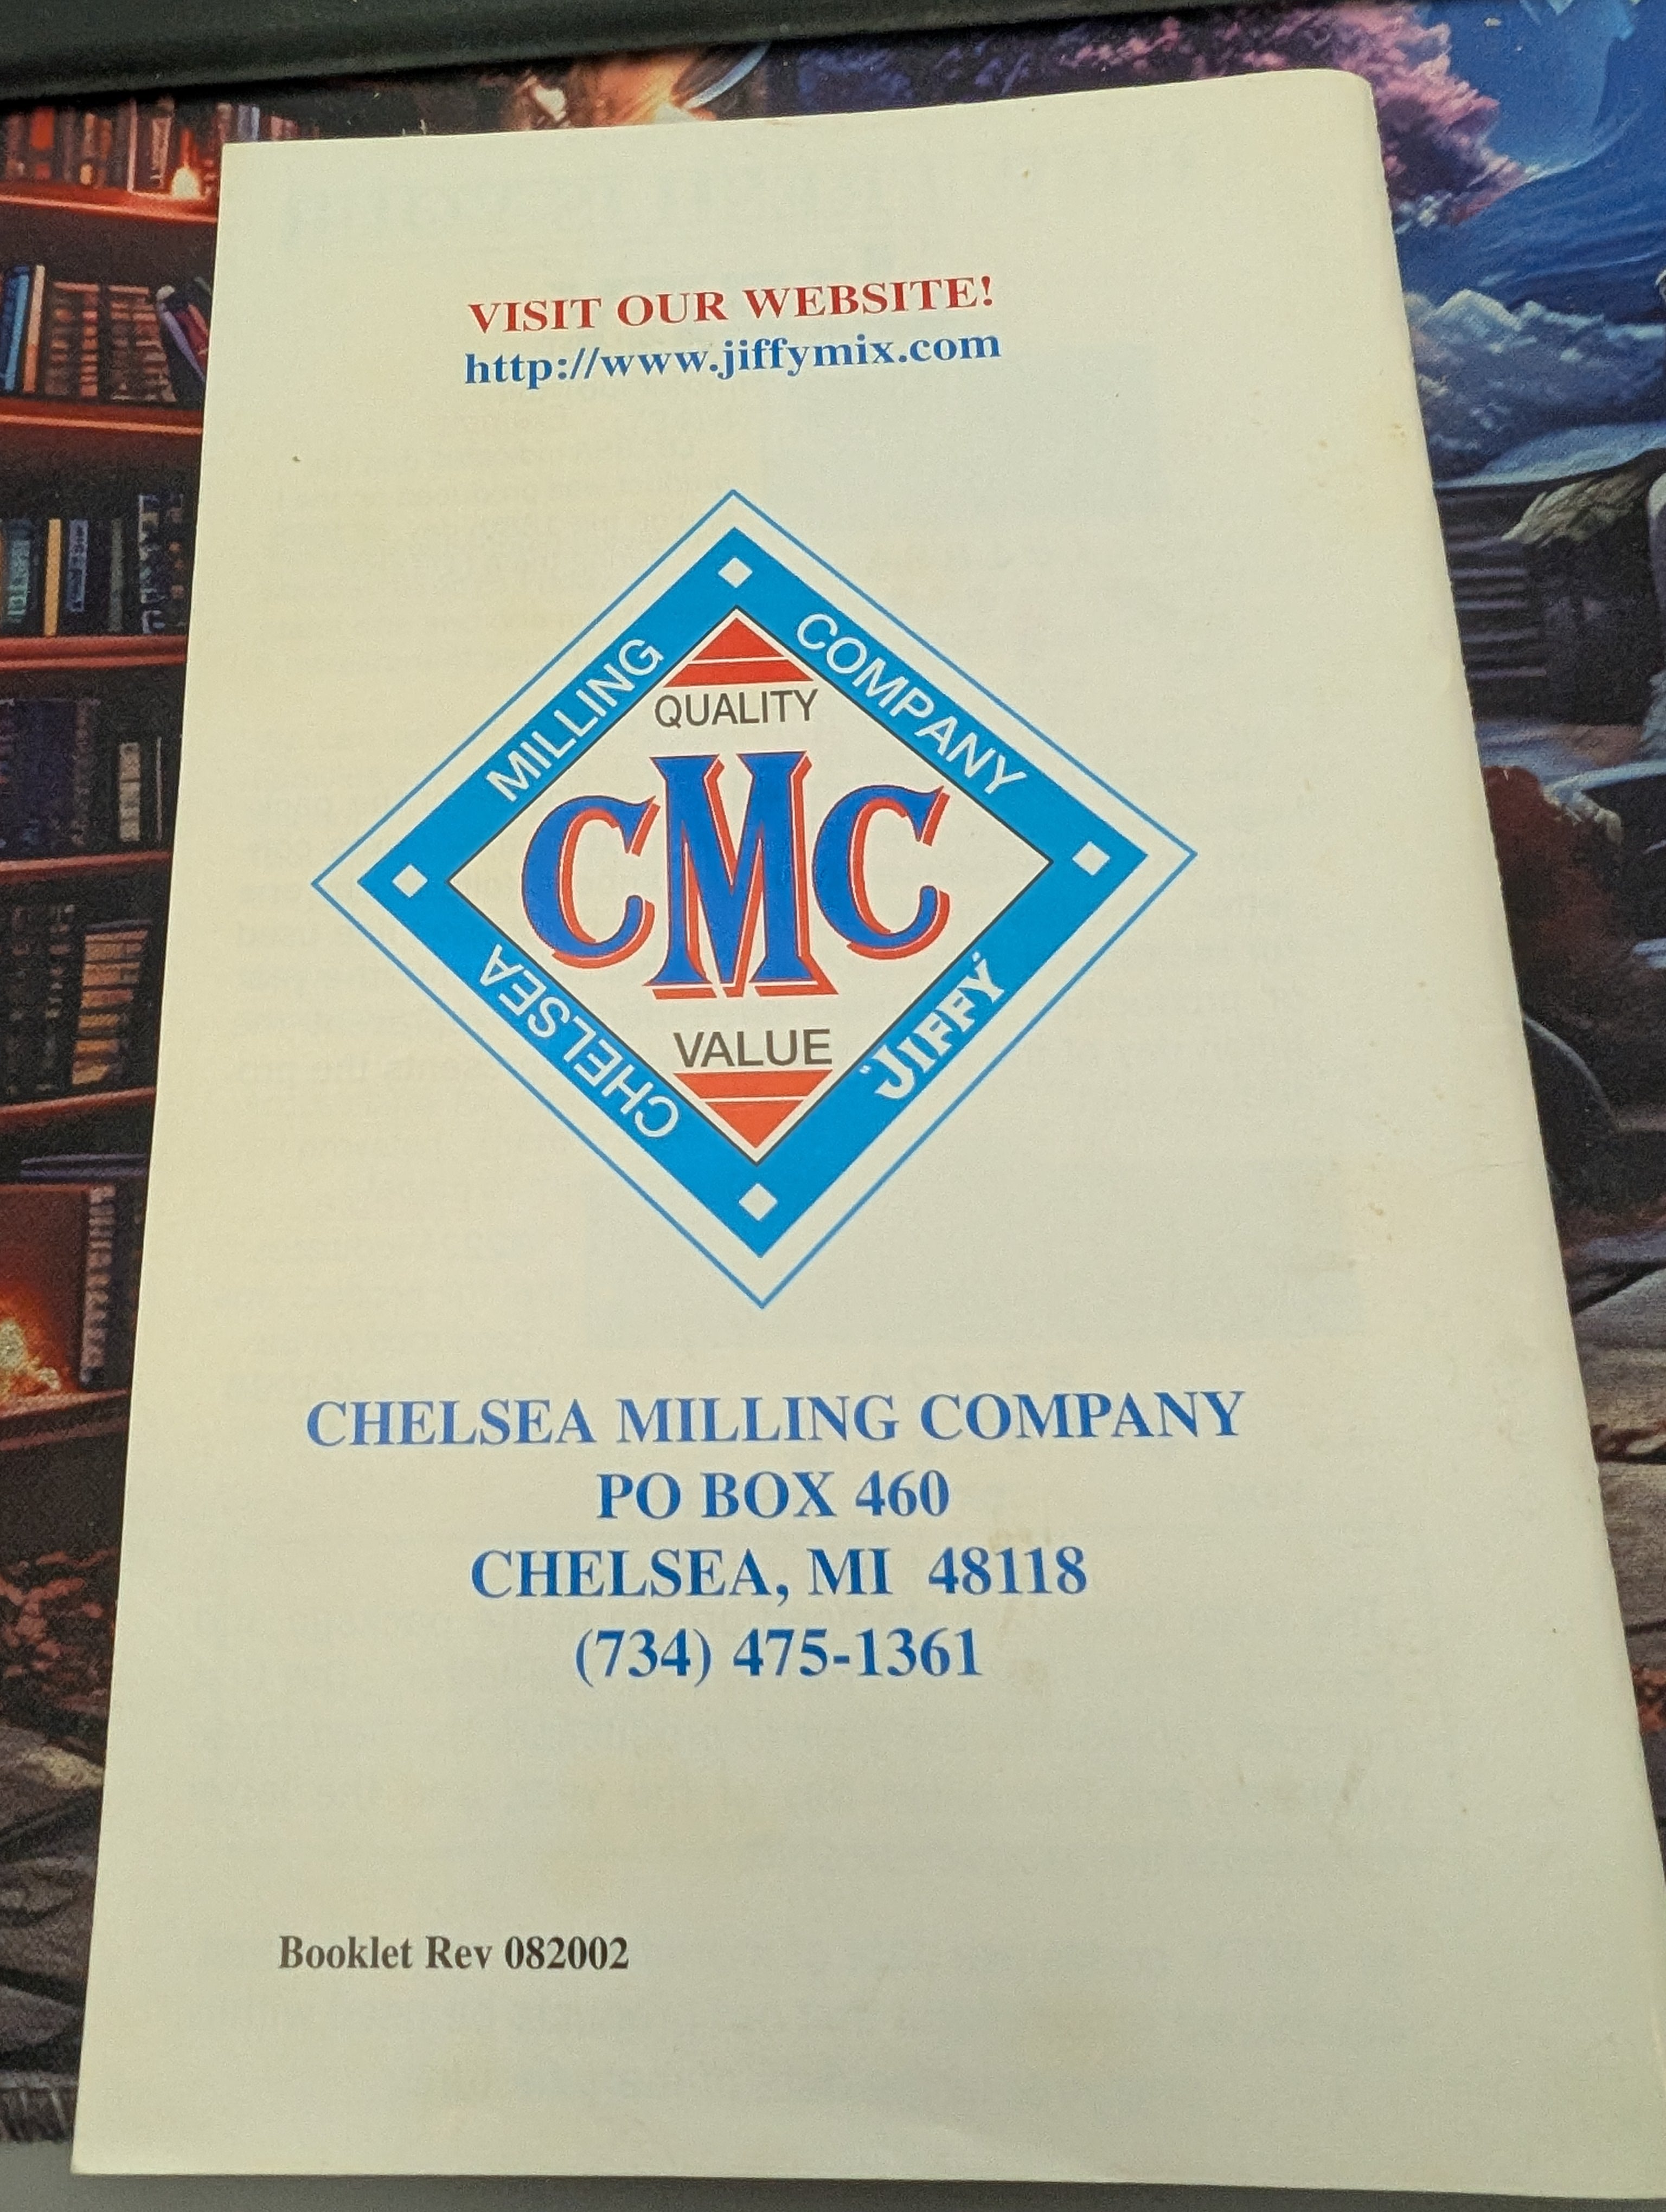 VISIT OUR WEBSITE!
http://www.jiffymix.com
MILLING
COMPANY
QUALITY
CMC
VALUE
CHELSEA
"JIFFY"
CHELSEA MILLING COMPANY
PO BOX 460
CHELSEA, MI 48118
(734) 475-1361
Booklet Rev 082002